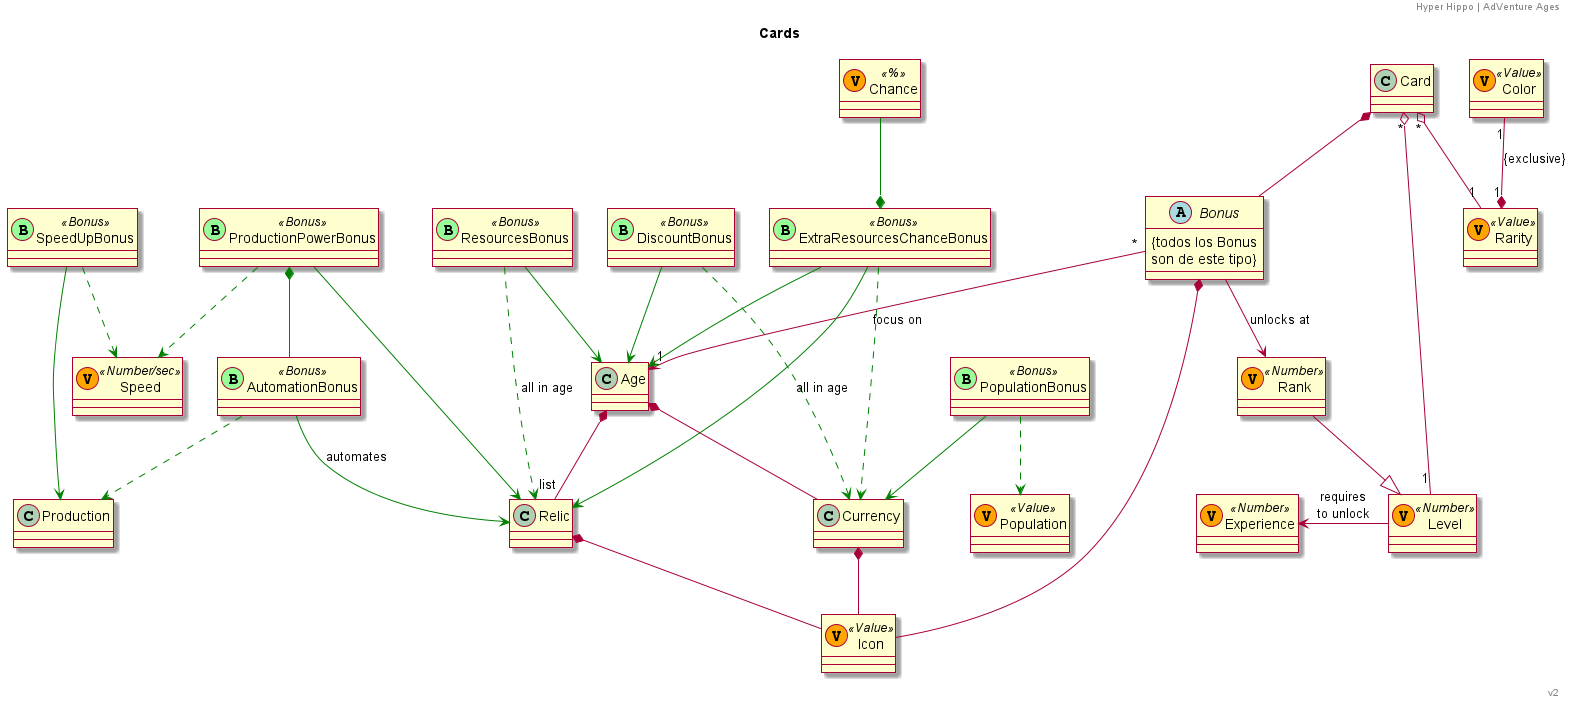 Hyper Hippo | AdVenture Ages
Cards
V «%»
Chance
C Card
V «Value»
Color
* *
1
{exclusive}
1 1
B «Bonus»
SpeedUpBonus
B «Bonus»
ProductionPowerBonus
B «Bonus»
ResourcesBonus
B «Bonus»
DiscountBonus
B «Bonus»
ExtraResourcesChanceBonus
A Bonus
{todos los Bonus
son de este tipo}
V «Value»
Rarity
*
focus on
unlocks at
1
V «Number/sec»
Speed
B «Bonus»
AutomationBonus
C Age
B «Bonus»
PopulationBonus
V «Number»
Rank
all in age
all in age
automates
list
1
requires
to unlock
C Production
C Relic
C Currency
V «Value»
Population
V «Number»
Experience
V «Number»
Level
V «Value»
Icon
v2